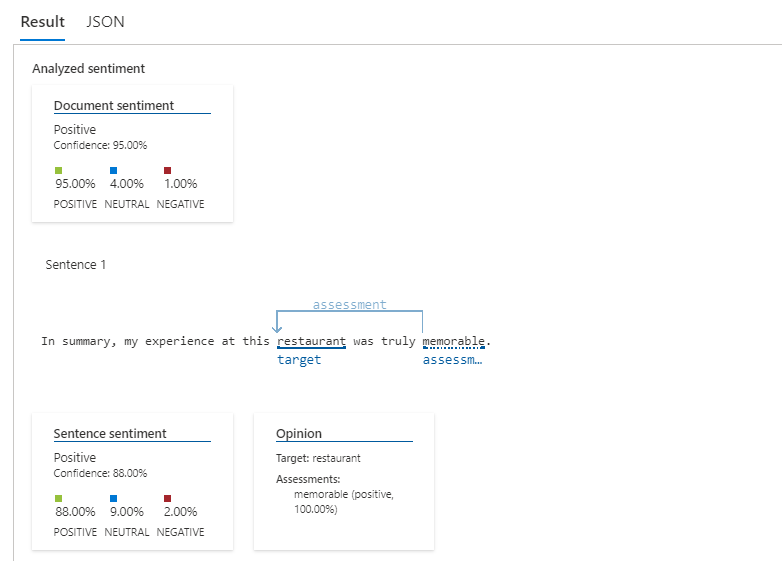 Result JSON
Analyzed sentiment
Document sentiment
Positive
Confidence: 95.00%
95.00% 4.00% 1.00%
POSITIVE NEUTRAL NEGATIVE
Sentence 1
assessment
In summary, my experience at this restaurant was truly memorable.
target assessm...
Sentence sentiment
Positive
Confidence: 88.00%
88.00% 9.00% 2.00%
POSITIVE NEUTRAL NEGATIVE
Opinion
Target: restaurant
Assessments:
memorable (positive,
100.00%)